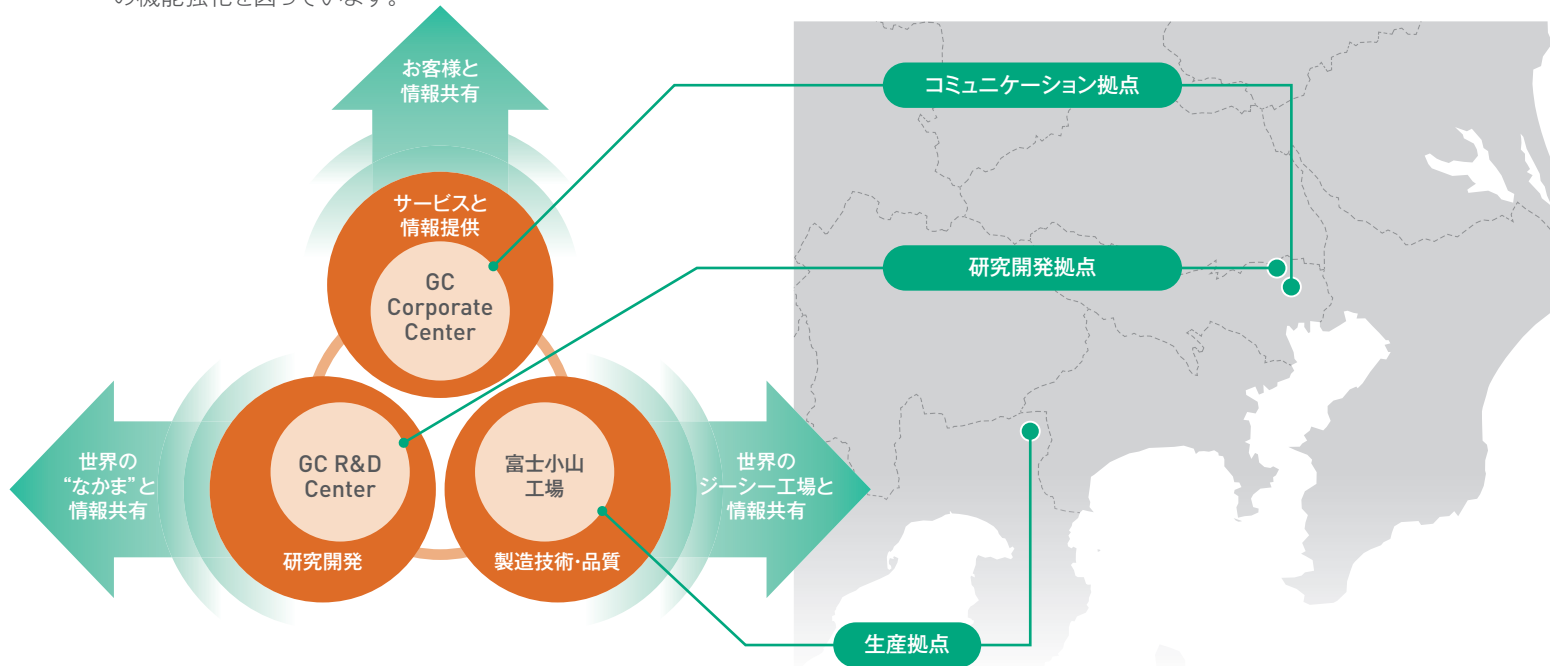 の機能強化を図っています。
お客様と
情報共有
サービスと
情報提供
GC
Corporate
Center
世界の
“なかま”と
情報共有
GC R&D
Center
研究開発
富士小山
工場
製造技術・品質
世界の
ジーシー工場と
情報共有
コミュニケーション拠点
研究開発拠点
生産拠点